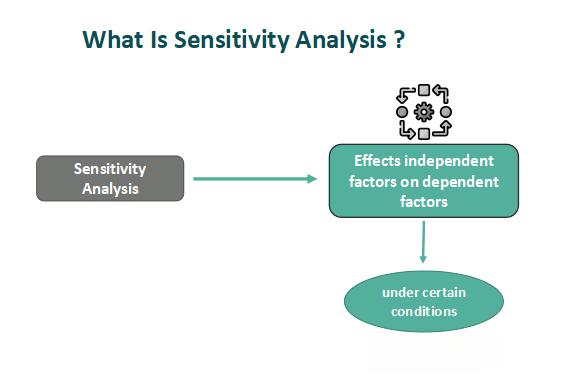 What Is Sensitivity Analysis ?
Sensitivity
Analysis
Effects independent
factors on dependent
factors
under certain
conditions